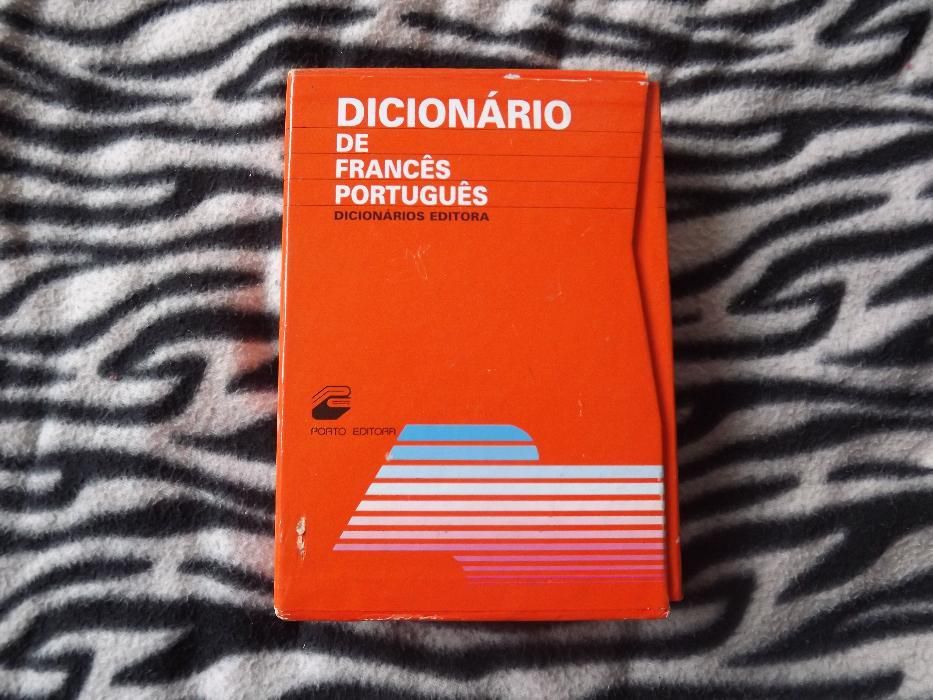 DICIONÁRIO
DE
FRANCÊS
PORTUGUÊS
DICIONÁRIOS EDITORA
PORTO EDITORA